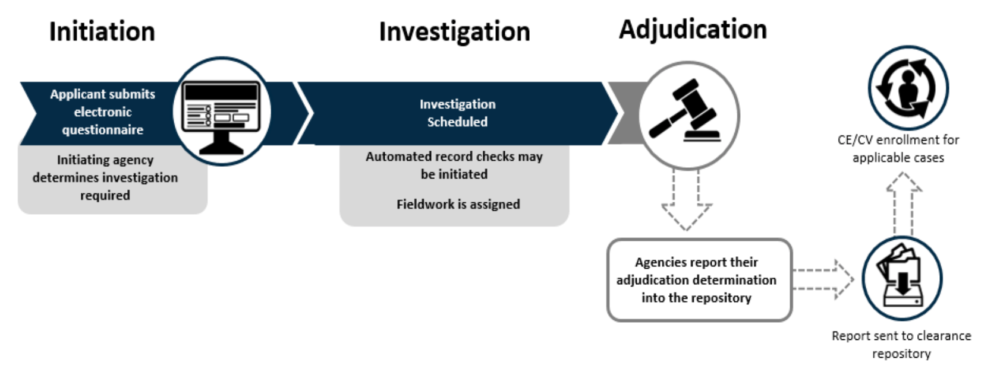 Initiation
Investigation
Adjudication
Applicant submits
electronic
questionnaire
Initiating agency
determines investigation
required
Investigation
Scheduled
Automated record checks may
be initiated
Fieldwork is assigned
Agencies report their
adjudication determination
into the repository
Report sent to clearance
repository
CE/CV enrollment for
applicable cases